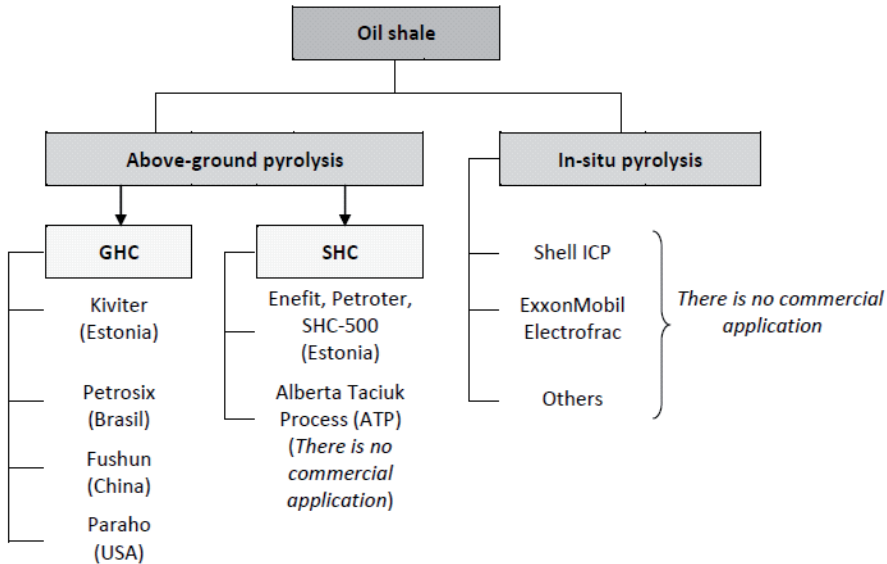 Oil shale
Above-ground pyrolysis
In-situ pyrolysis
GHC
Kiviter
(Estonia)
Petrosix
(Brasil)
Fushun
(China)
Paraho
(USA)
SHC
Enefit, Petroter,
SHC-500
(Estonia)
Alberta Taciuk
Process (ATP)
(There is no
commercial
application)
Shell ICP
ExxonMobil
Electrofrac
Others
There is no commercial
application